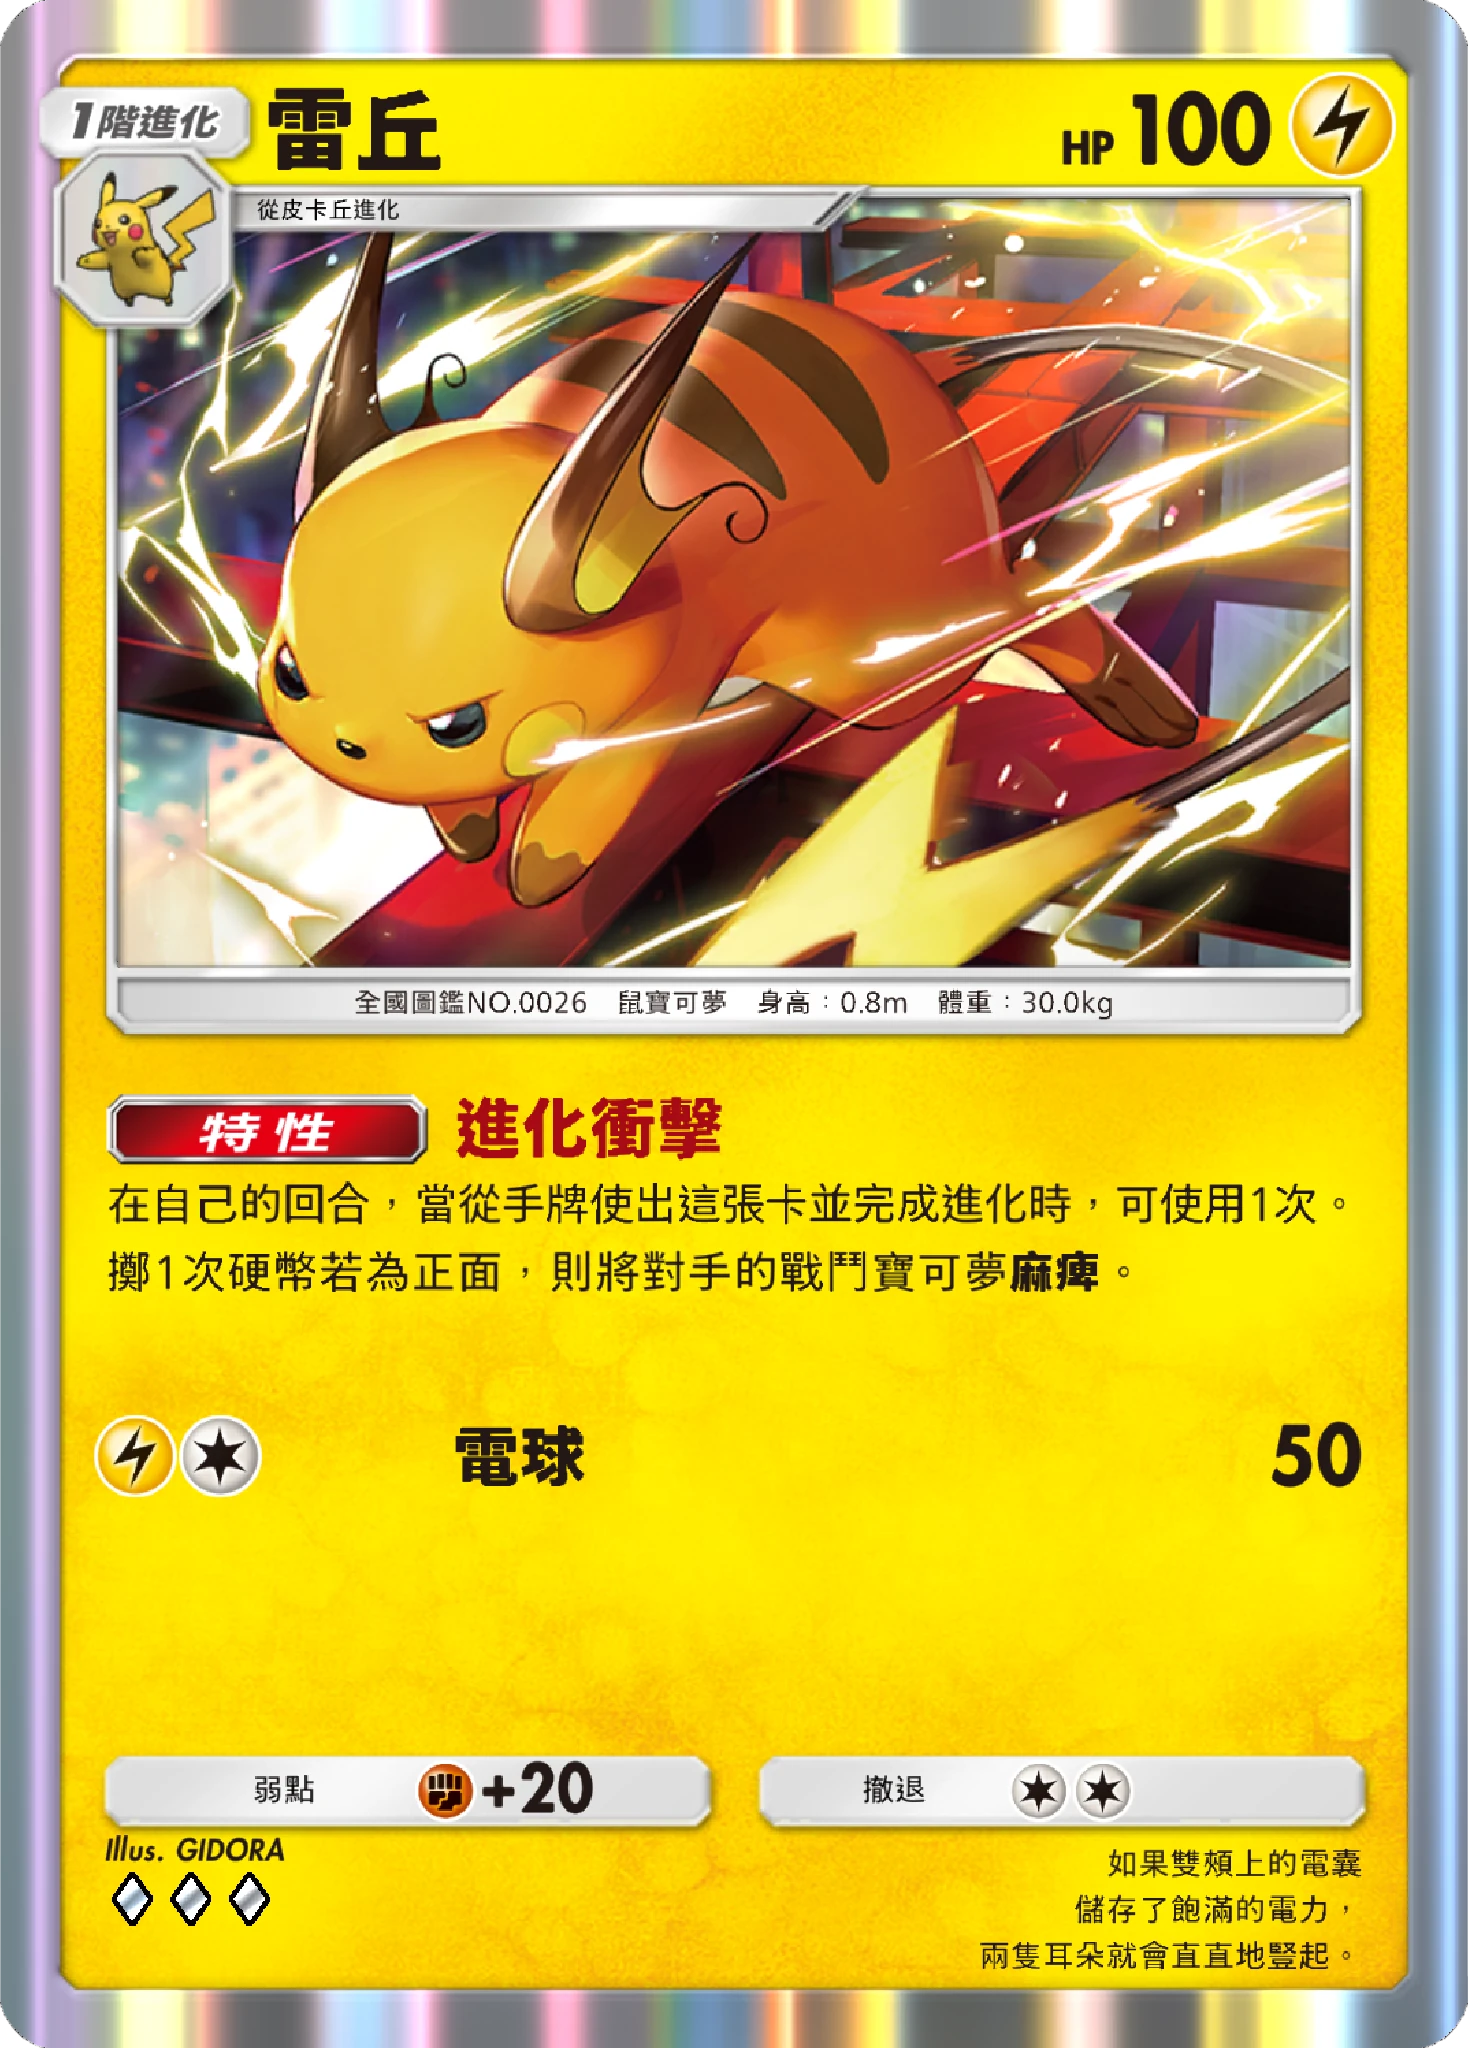 1階進化
雷丘
HP 100
從皮卡丘進化
全國圖鑑NO.0026 鼠寶可夢 身高：0.8m 體重：30.0kg
特性 進化衝擊
在自己的回合，當從手牌使出這張卡並完成進化時，可使用1次。
擲1次硬幣若為正面，則將對手的戰鬥寶可夢麻痺。
電球 50
弱點 +20 撤退
Illus. GIDORA
如果雙頰上的電囊
儲存了飽滿的電力，
兩隻耳朵就會直直地豎起。